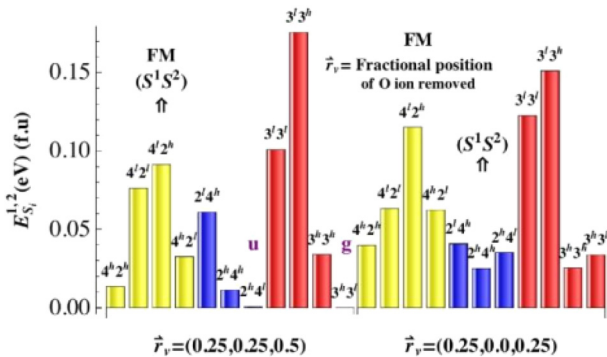 3ˡ3ʰ
FM
(S¹S²)
⇑
FM
r⃗ᵥ= Fractional position
of O ion removed
3ˡ3ʰ
0.15
4ˡ2ʰ
3ˡ3ˡ
(S¹S²)
⇑
4ˡ2ʰ
3ˡ3ˡ
0.10
4ˡ2ˡ
2ˡ4ʰ
4ˡ2ˡ
4ʰ2ˡ
0.05
4ʰ2ˡ
u
3ʰ3ʰ
g
4ʰ2ʰ
2ˡ4ʰ
2ʰ4ʰ
2ʰ4ˡ
3ʰ3ʰ
3ʰ3ˡ
4ʰ2ʰ
2ʰ4ʰ
2ʰ4ˡ
3ʰ3ˡ
0.00
E^{1,2}_{S_i}(eV) (f.u)
r⃗ᵥ=(0.25,0.25,0.5)
r⃗ᵥ=(0.25,0.0,0.25)